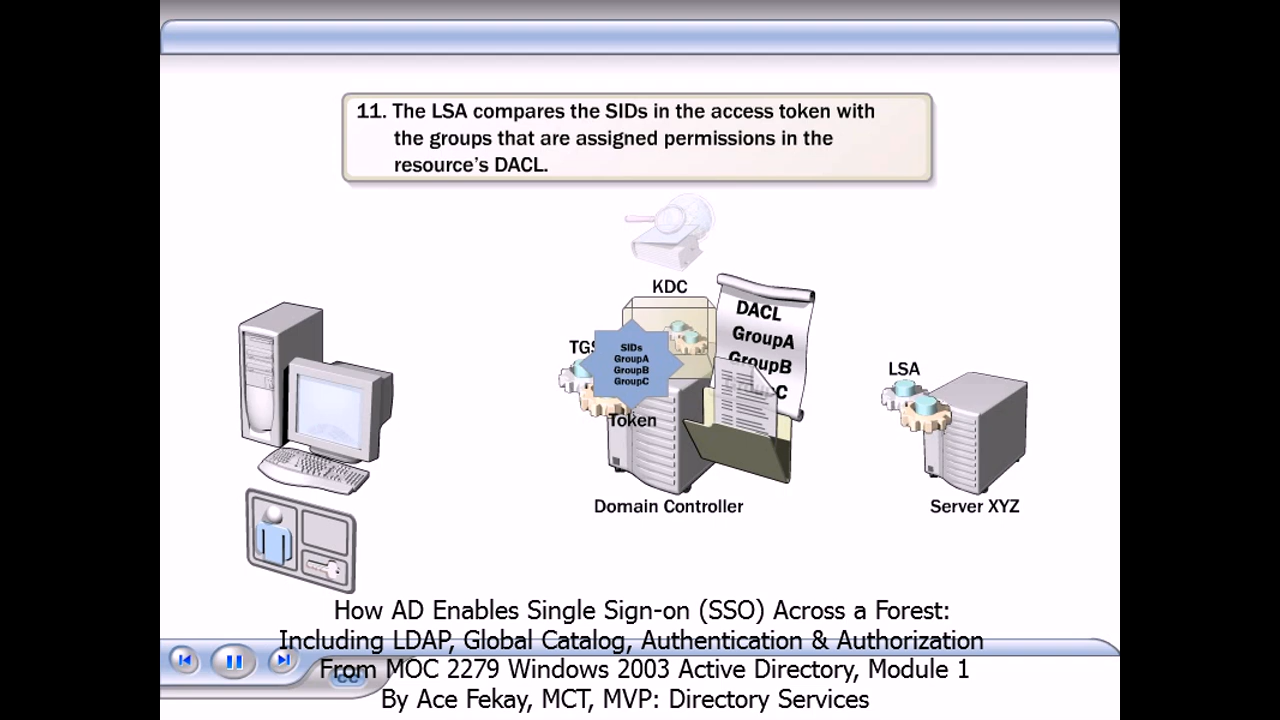 11. The LSA compares the SIDs in the access token with
the groups that are assigned permissions in the
resource's DACL.
KDC
DACL
GroupA
GroupB
TGS
SIDs
GroupA
GroupB
GroupC
Token
LSA
Domain Controller
Server XYZ
How AD Enables Single Sign-on (SSO) Across a Forest:
Including LDAP, Global Catalog, Authentication & Authorization
From MOC 2279 Windows 2003 Active Directory, Module 1
CC
By Ace Fekay, MCT, MVP: Directory Services